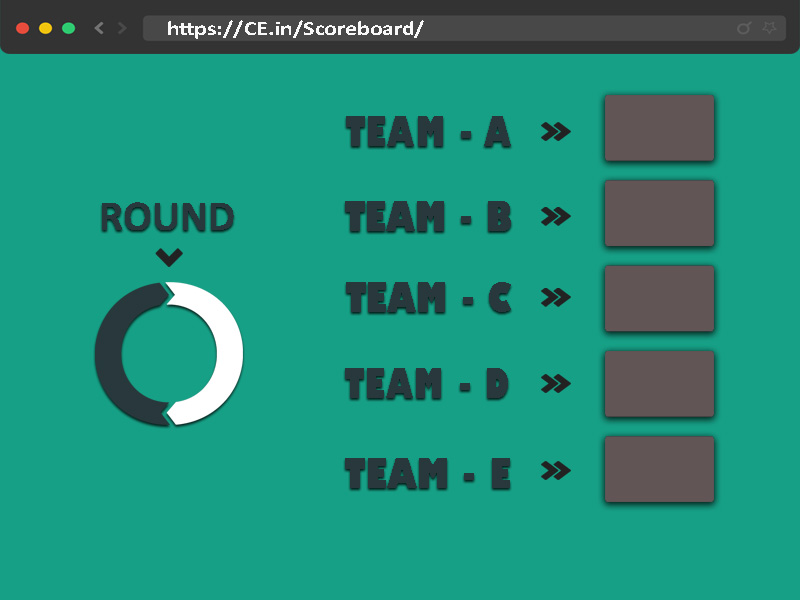 https://CE.in/Scoreboard/
ROUND
TEAM - A
TEAM - B
TEAM - C
TEAM - D
TEAM - E